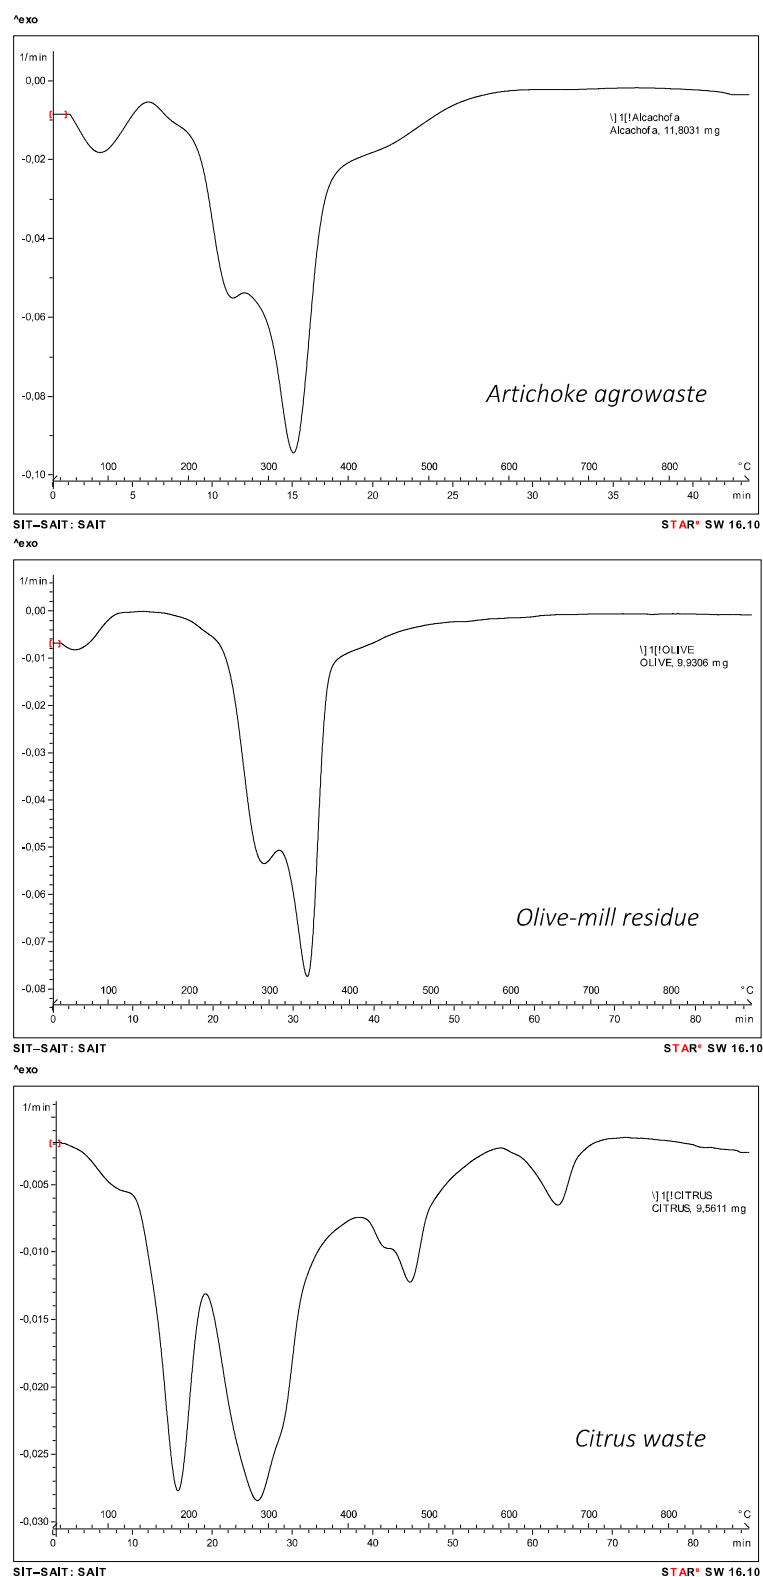 ^exo
1/min
0,00
\] 1[!Alcachofa
Alcachofa, 11,8031 mg
-0,02
-0,04
-0,06
-0,08
Artichoke agrowaste
100 200 300 400 500 600 700 800 °C
-0,10
0 5 10 15 20 25 30 35 40 min
SIT-SAIT: SAIT STARe SW 16.10
^exo
1/min
0,00
\] 1[!OLIVE
OLIVE, 9,9306 mg
-0,01
-0,02
-0,03
-0,04
-0,05
-0,06
Olive-mill residue
-0,07
100 200 300 400 500 600 700 800 °C
-0,08
0 10 20 30 40 50 60 70 80 min
SIT-SAIT: SAIT STARe SW 16.10
^exo
1/min
-0,005
\] 1[!CITRUS
CITRUS, 9,5611 mg
-0,010
-0,015
-0,020
Citrus waste
-0,025
100 200 300 400 500 600 700 800 °C
-0,030
0 10 20 30 40 50 60 70 80 min
SIT-SAIT: SAIT STARe SW 16.10